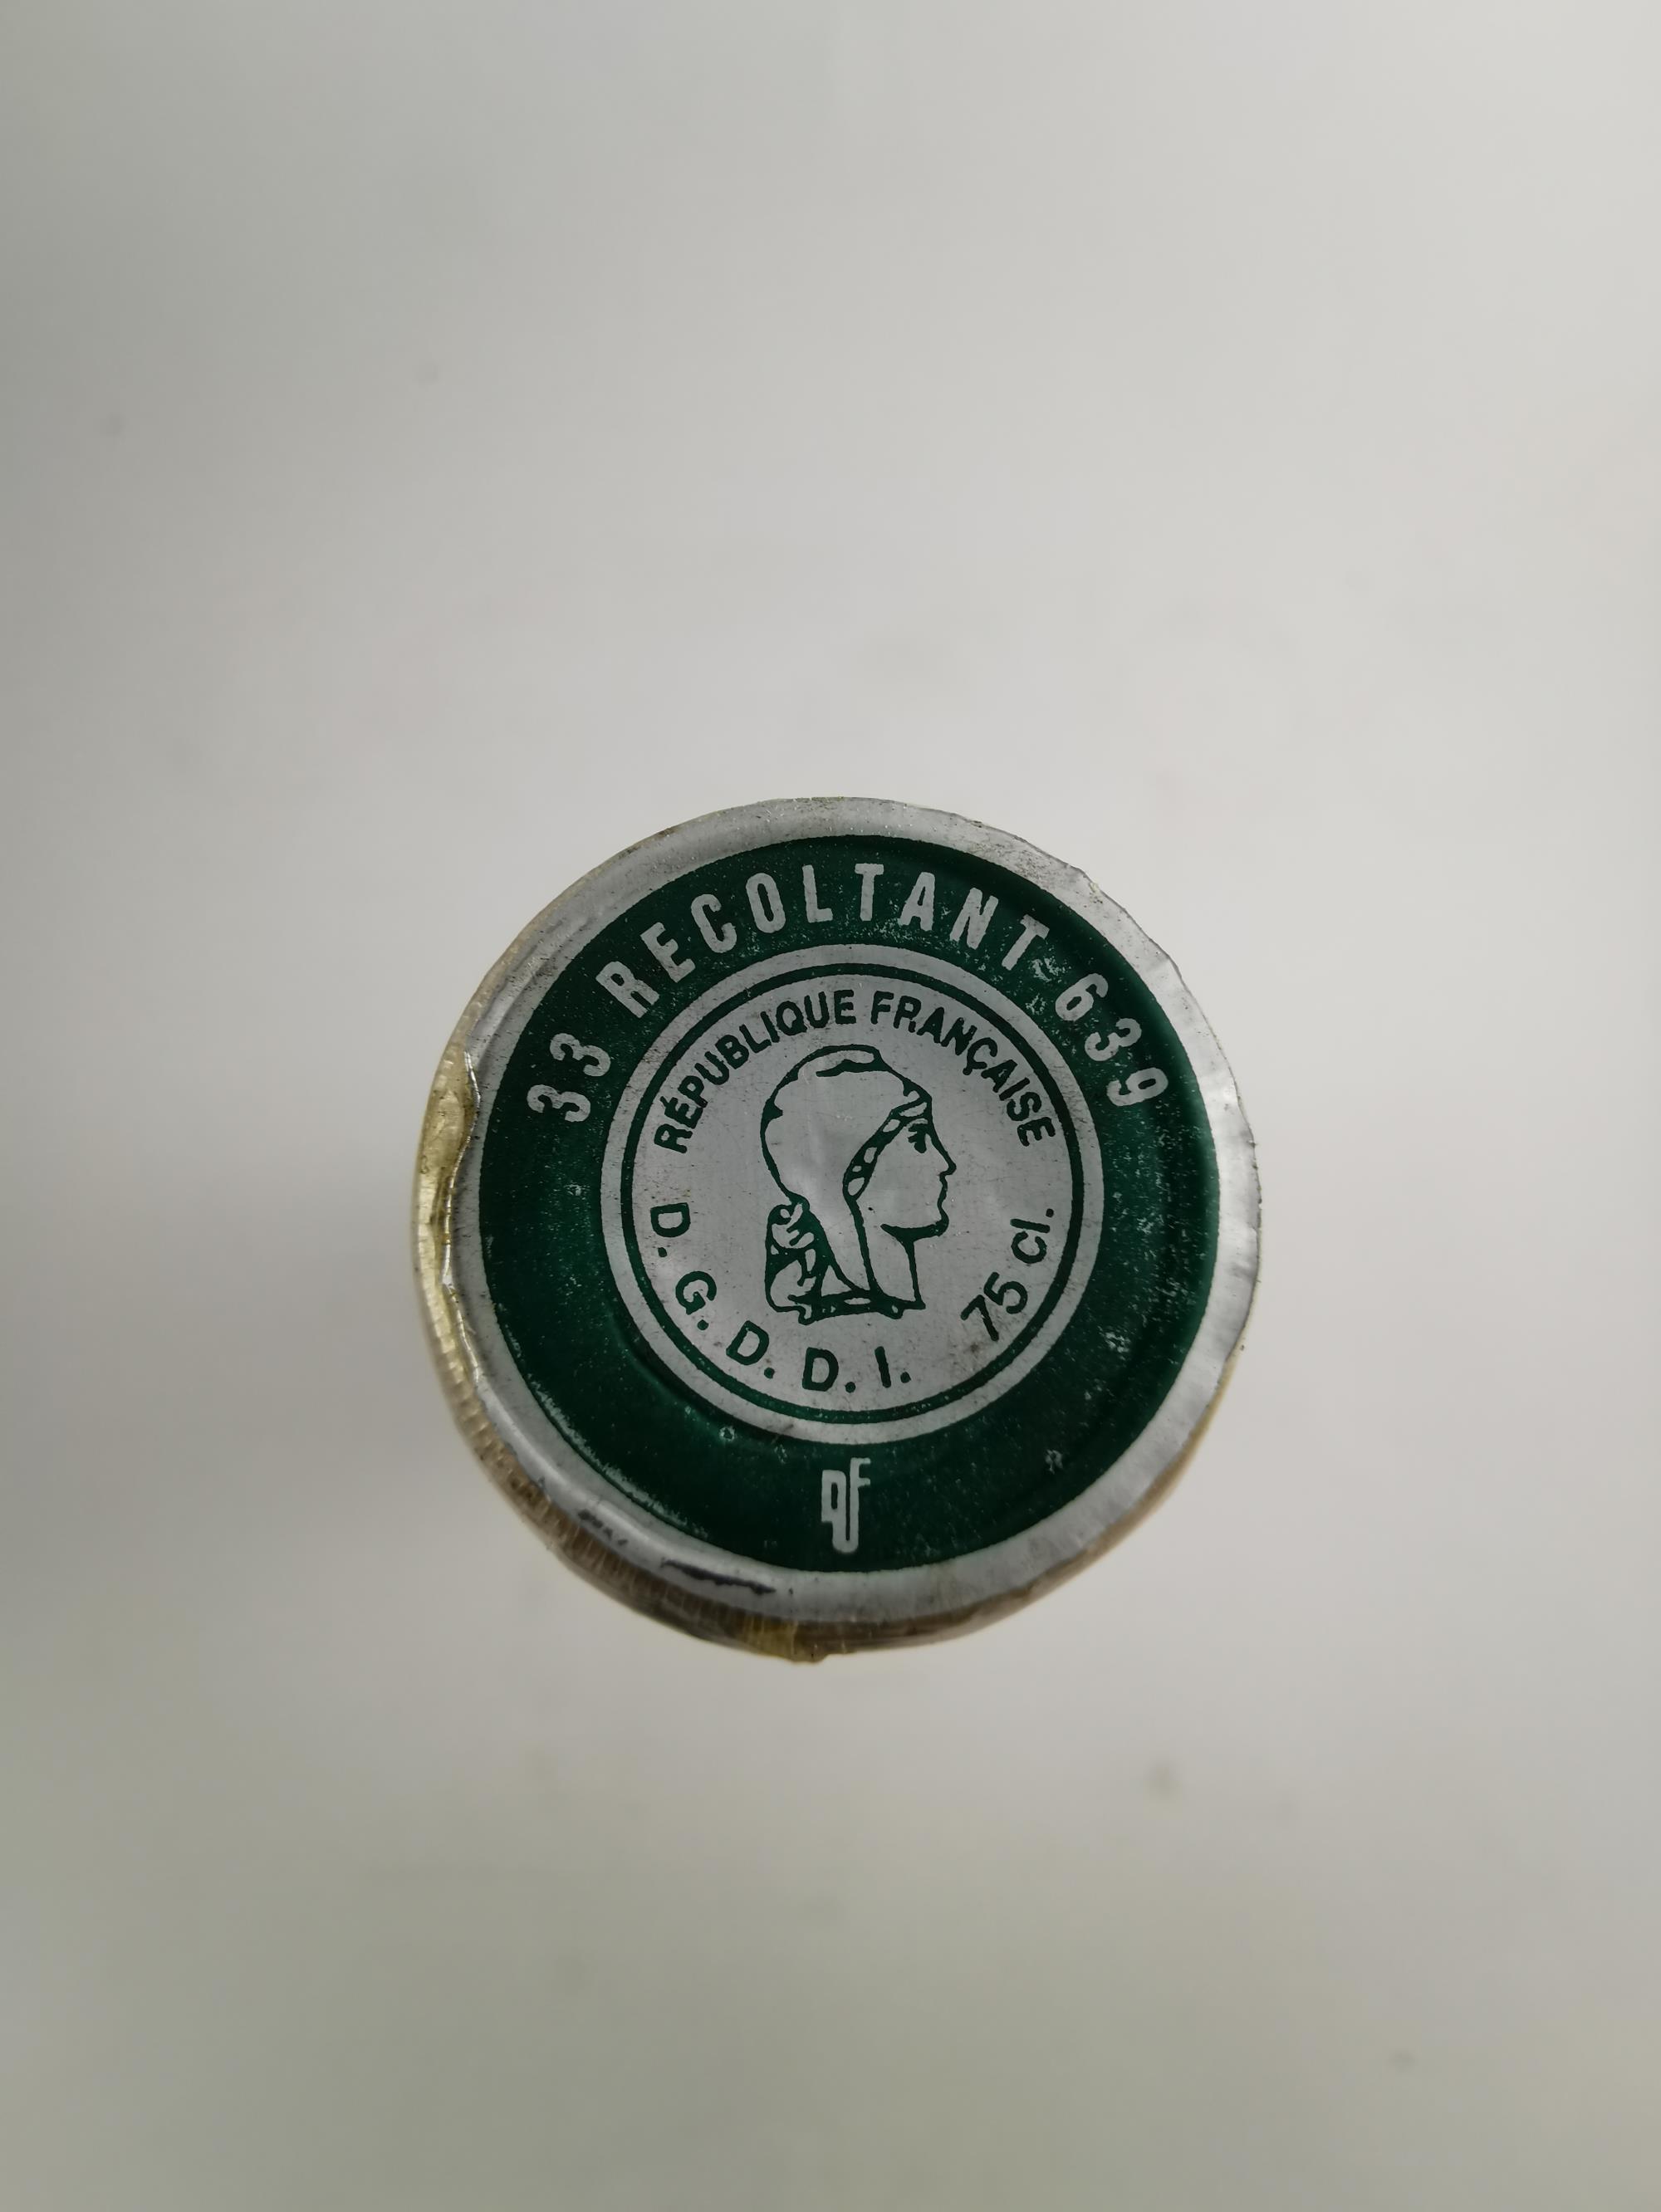 33 RECOLTANT 639
RÉPUBLIQUE FRANÇAISE
D. G. D. D. I. 75 cl.